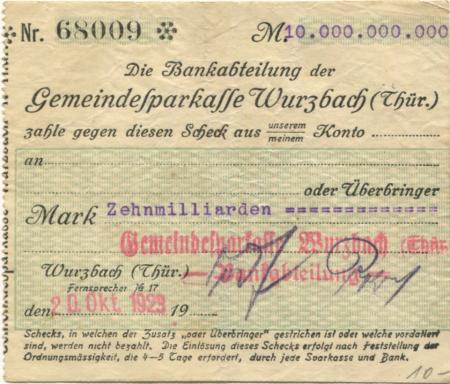 Nr. 68009 M. 10.000.000.000
Die Bankabteilung der
Gemeindesparkasse Wurzbach (Thür.)
zahle gegen diesen Scheck aus unserem meinem Konto
an
oder Überbringer
Mark Zehnmilliarden ============
Gemeindesparkasse Wurzbach (Thür.
—Bankabteilung—
Wurzbach (Thür.)
Fernsprecher № 17
den 20. Okt. 1923 19
Schecks, in welchen der Zusatz „oder Überbringer" gestrichen ist oder welche vordatiert
sind, werden nicht bezahlt. Die Einlösung dieses Schecks erfolgt nach Feststellung der
Ordnungsmässigkeit, die 4—5 Tage erfordert, durch jede Sparkasse und Bank.
10-